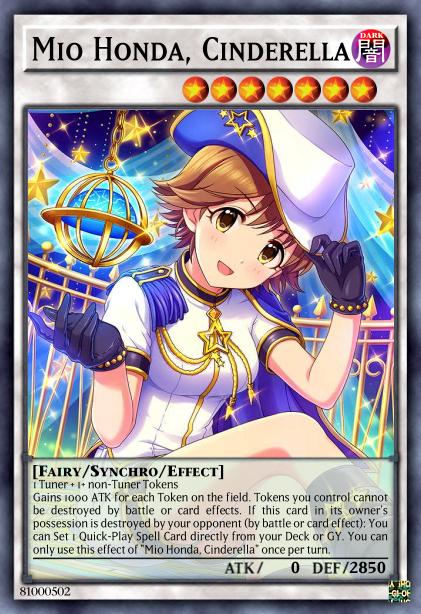 Mio Honda, Cinderella
DARK
闇
[Fairy/Synchro/Effect]
1 Tuner + 1+ non-Tuner Tokens
Gains 1000 ATK for each Token on the field. Tokens you control cannot
be destroyed by battle or card effects. If this card in its owner's
possession is destroyed by your opponent (by battle or card effect): You
can Set 1 Quick-Play Spell Card directly from your Deck or GY. You can
only use this effect of "Mio Honda, Cinderella" once per turn.
ATK/ 0 DEF/2850
81000502